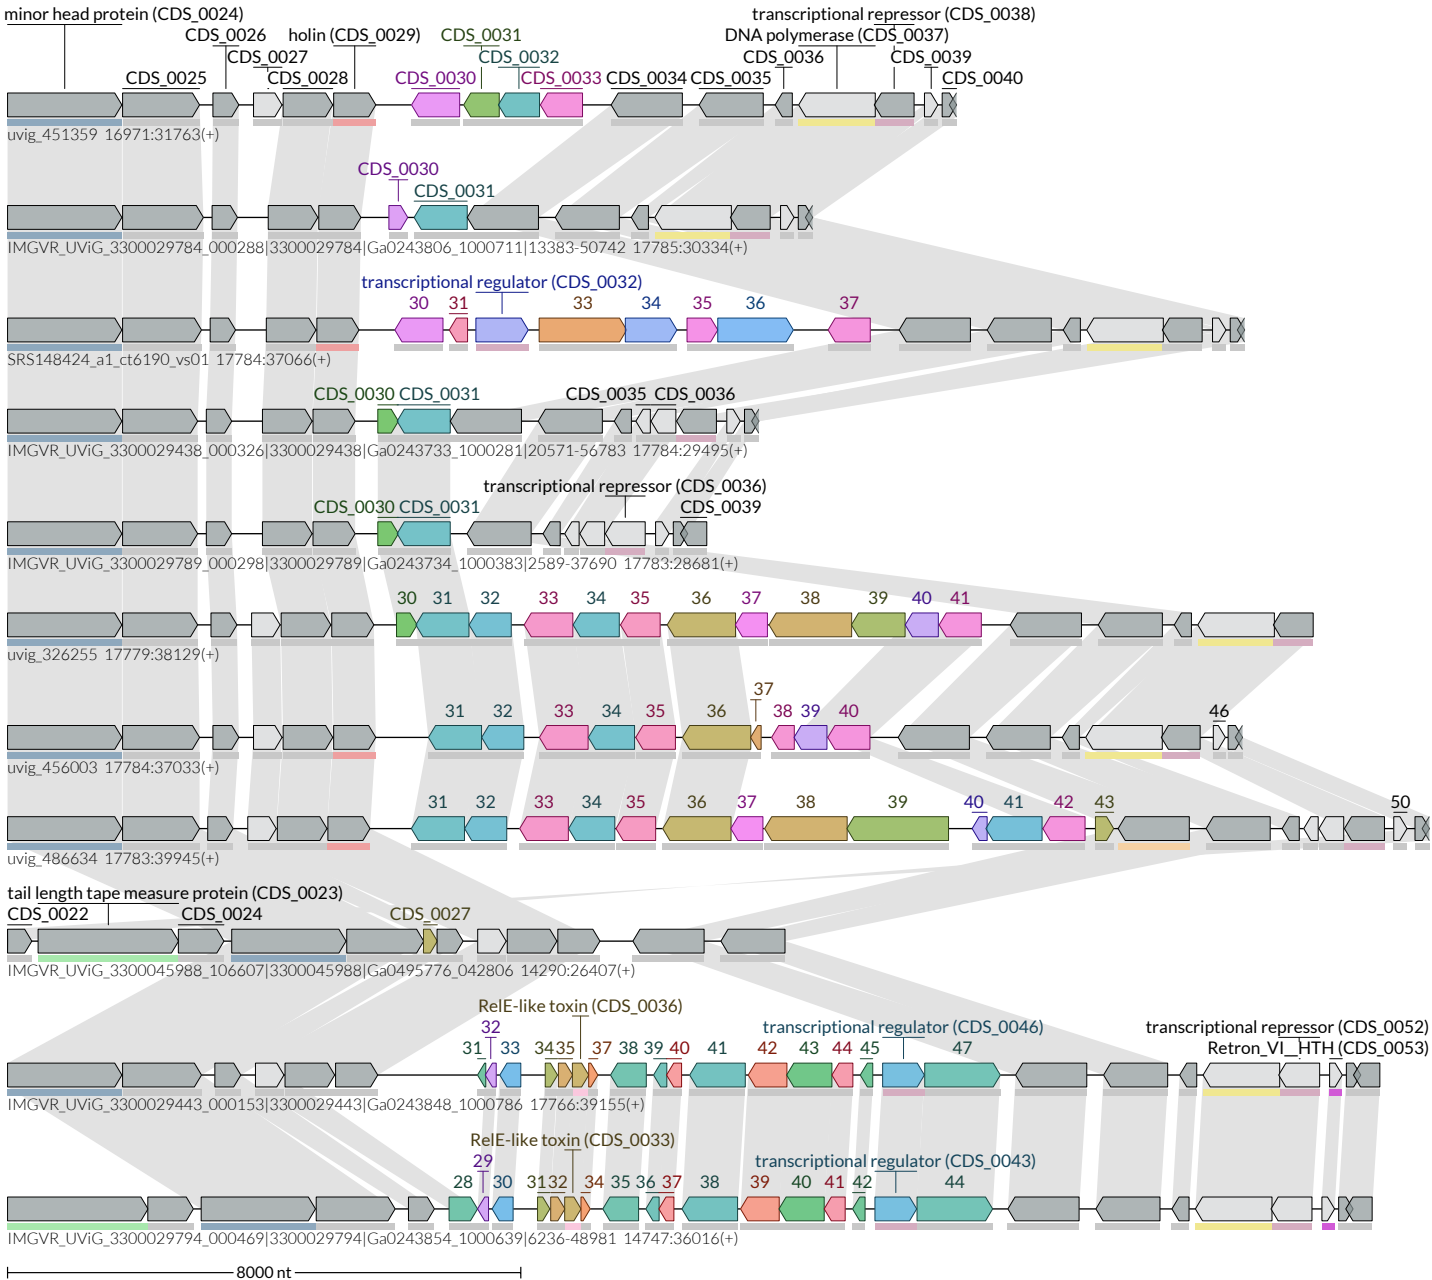 minor head protein (CDS_0024) transcriptional repressor (CDS_0038)
CDS_0026 holin (CDS_0029) CDS_0031 DNA polymerase (CDS_0037)
CDS_0027 CDS_0032 CDS_0036 CDS_0039
CDS_0025 CDS_0028 CDS_0030 CDS_0033 CDS_0034 CDS_0035 CDS_0040
uvig_451359 16971:31763(+)
CDS_0030
CDS_0031
IMGVR_UViG_3300029784_000288|3300029784|Ga0243806_1000711|13383-50742 17785:30334(+)
transcriptional regulator (CDS_0032)
30 31 33 34 35 36 37
SRS148424_a1_ct6190_vs01 17784:37066(+)
CDS_0030 CDS_0031 CDS_0035 CDS_0036
IMGVR_UViG_3300029438_000326|3300029438|Ga0243733_1000281|20571-56783 17784:29495(+)
transcriptional repressor (CDS_0036)
CDS_0030 CDS_0031 CDS_0039
IMGVR_UViG_3300029789_000298|3300029789|Ga0243734_1000383|2589-37690 17783:28681(+)
30 31 32 33 34 35 36 37 38 39 40 41
uvig_326255 17779:38129(+)
37
31 32 33 34 35 36 38 39 40 46
uvig_456003 17784:37033(+)
31 32 33 34 35 36 37 38 39 40 41 42 43 50
uvig_486634 17783:39945(+)
tail length tape measure protein (CDS_0023)
CDS_0022 CDS_0024 CDS_0027
IMGVR_UViG_3300045988_106607|3300045988|Ga0495776_042806 14290:26407(+)
RelE-like toxin (CDS_0036)
32 transcriptional regulator (CDS_0046) transcriptional repressor (CDS_0052)
31 33 34 35 37 38 39 40 41 42 43 44 45 47 Retron_VI__HTH (CDS_0053)
IMGVR_UViG_3300029443_000153|3300029443|Ga0243848_1000786 17766:39155(+)
RelE-like toxin (CDS_0033)
29 transcriptional regulator (CDS_0043)
28 30 31 32 34 35 36 37 38 39 40 41 42 44
IMGVR_UViG_3300029794_000469|3300029794|Ga0243854_1000639|6236-48981 14747:36016(+)
8000 nt